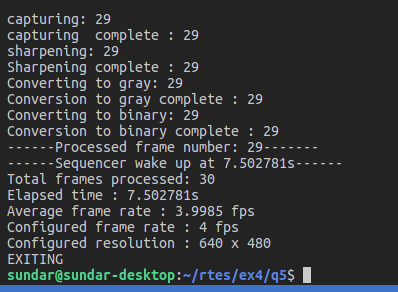 capturing: 29
capturing  complete : 29
sharpening: 29
Sharpening complete : 29
Converting to gray: 29
Conversion to gray complete : 29
Converting to binary: 29
Conversion to binary complete : 29
------Processed frame number: 29-------
------Sequencer wake up at 7.502781s------
Total frames processed: 30
Elapsed time : 7.502781s
Average frame rate : 3.9985 fps
Configured frame rate : 4 fps
Configured resolution : 640 x 480
EXITING
sundar@sundar-desktop:~/rtes/ex4/q5$